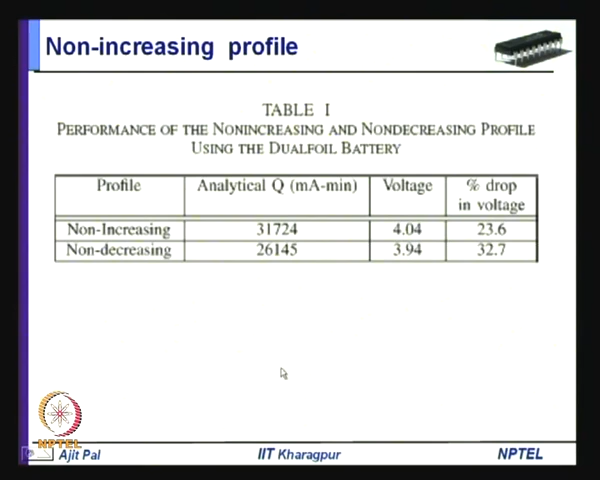 Non-increasing profile
TABLE I
PERFORMANCE OF THE NONINCREASING AND NONDECREASING PROFILE
USING THE DUALFOIL BATTERY
Profile Analytical Q (mA-min) Voltage % drop
in voltage
Non-Increasing 31724 4.04 23.6
Non-decreasing 26145 3.94 32.7
NPTEL
Ajit Pal IIT Kharagpur NPTEL